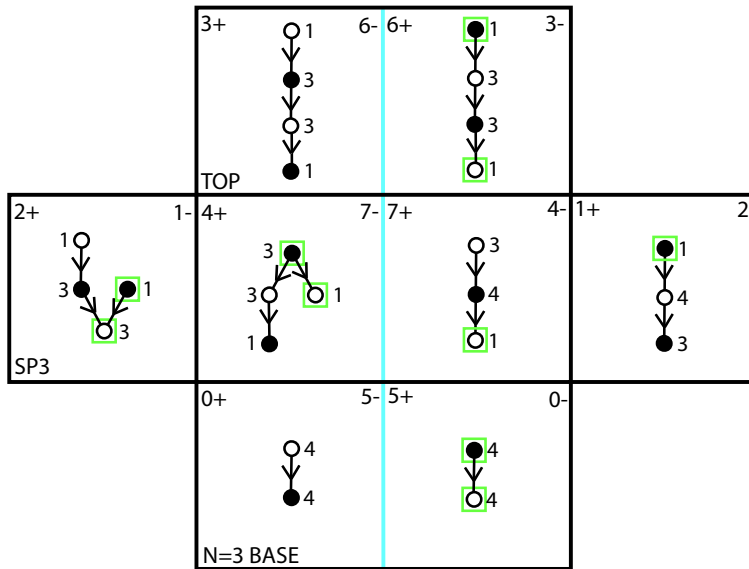 3+ 6- 6+ 3-
1 1
3 3
3 3
1 1
TOP
2+ 1- 4+ 7- 7+ 4- 1+ 2
1 3 3 1
3 1 3 1 4 4
3 1 1 3
SP3
0+ 5- 5+ 0-
4 4
4 4
N=3 BASE